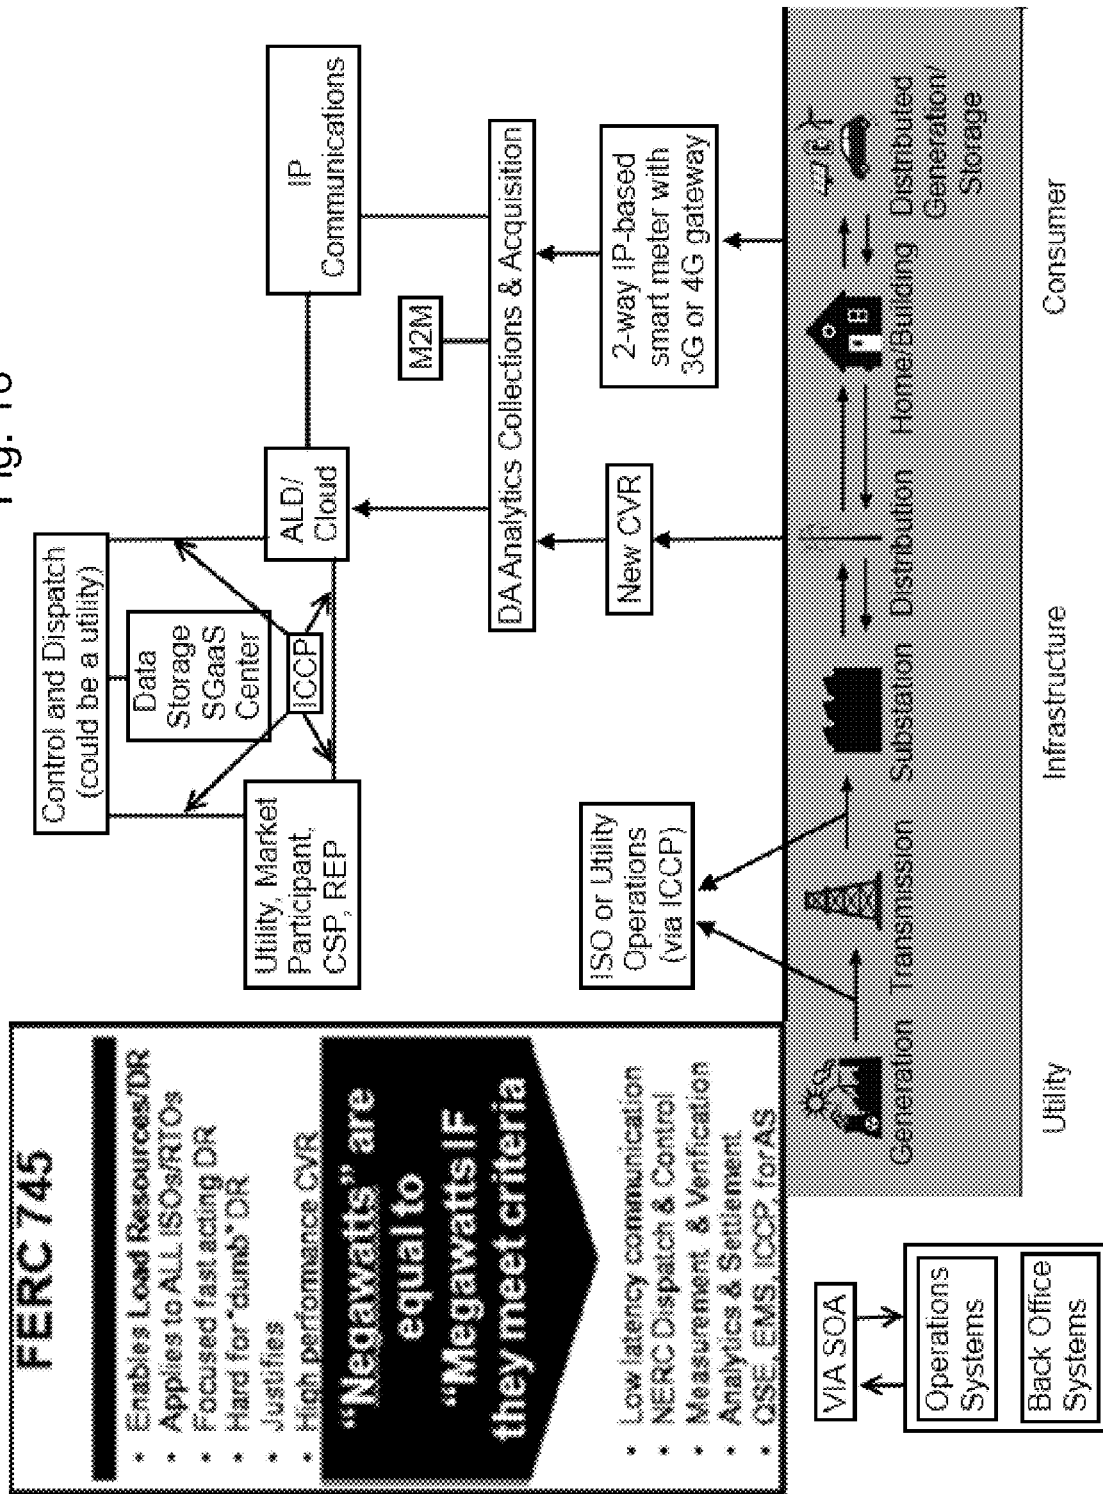 FERC 745
• Enables Load Resources/DR
• Applies to ALL ISOs/RTOs
• Focused fast acting DR
• Hard for "dumb" DR
• Justifies
• High performance CVR
"Negawatts" are
equal to
"Megawatts IF
they meet criteria
• Low latency communication
• NERC Dispatch & Control
• Measurement & Verification
• Analytics & Settlement
• QSE, EMS, ICCP, for AS
Control and Dispatch
(could be a utility)
Data
Storage
SGaaS
Center
ICCP
Utility, Market
Participant,
CSP, REP
ALD/
Cloud
IP
Communications
M2M
DA Analytics Collections & Acquisition
New CVR
2-way IP-based
smart meter with
3G or 4G gateway
ISO or Utility
Operations
(via ICCP)
Generation
Transmission
Substation
Distribution
Home/Building
Distributed
Generation/
Storage
Utility
Infrastructure
Consumer
VIA SOA
Operations
Systems
Back Office
Systems